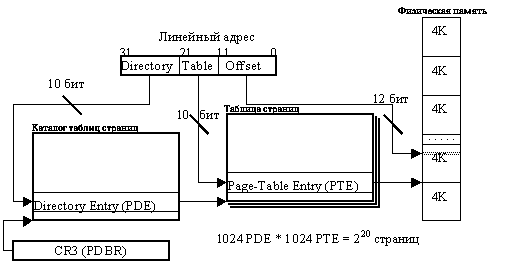 Физическая память
Линейный адрес
31 21 11 0
Directory Table Offset
4K
4K
4K
10 бит
10 бит
12 бит
Каталог таблиц страниц
Таблица страниц
.....
4K
Page-Table Entry (PTE)
Directory Entry (PDE)
4K
1024 PDE * 1024 PTE = 2^20 страниц
CR3 (PDBR)